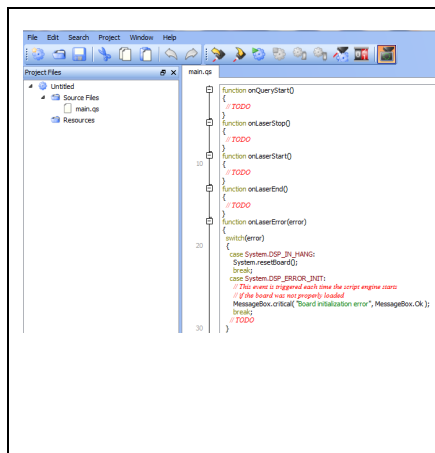 File Edit Search Project Window Help
Project Files
main.qs
Untitled
Source Files
main.qs
Resources
function onQueryStart()
{
// TODO
}
function onLaserStop()
{
// TODO
}
function onLaserStart()
10 {
// TODO
}
function onLaserEnd()
{
// TODO
}
function onLaserError(error)
{
switch(error)
20 {
case System.DSP_IN_HANG:
System.resetBoard();
break;
case System.DSP_ERROR_INIT:
// This event is triggered each time the script engine starts
// if the board was not properly loaded
MessageBox.critical( "Board initialization error", MessageBox.Ok );
break;
// TODO
30 }